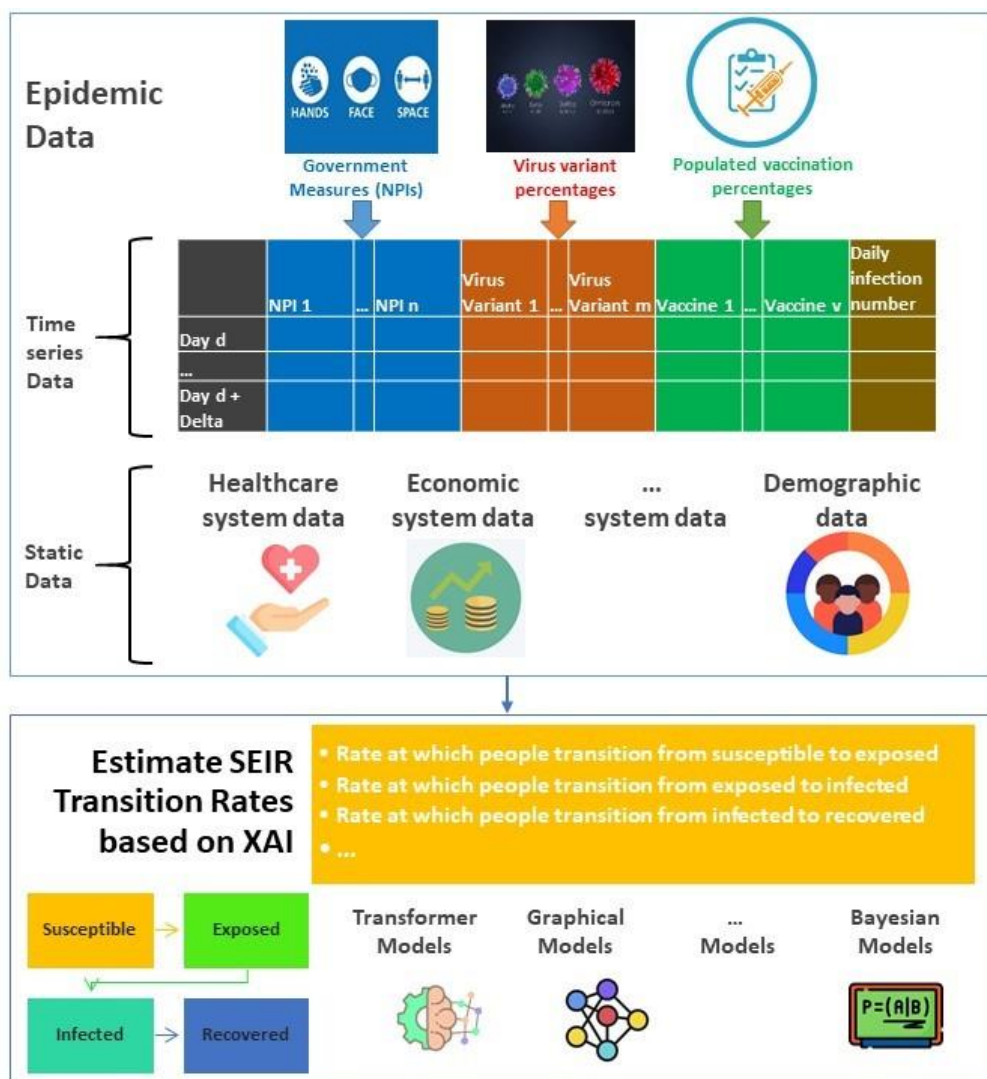 Epidemic
Data
HANDS FACE SPACE
Omicron
Government
Measures (NPIs)
Virus variant
percentages
Populated vaccination
percentages
Time
series
Data
NPI 1
...
NPI n
Virus
Variant 1
...
Virus
Variant m
Vaccine 1
...
Vaccine v
Daily
infection
number
Day d
...
Day d +
Delta
Static
Data
Healthcare
system data
Economic
system data
...
system data
Demographic
data
Estimate SEIR
Transition Rates
based on XAI
• Rate at which people transition from susceptible to exposed
• Rate at which people transition from exposed to infected
• Rate at which people transition from infected to recovered
• ...
Susceptible
Exposed
Infected
Recovered
Transformer
Models
Graphical
Models
...
Models
Bayesian
Models
P=(A|B)